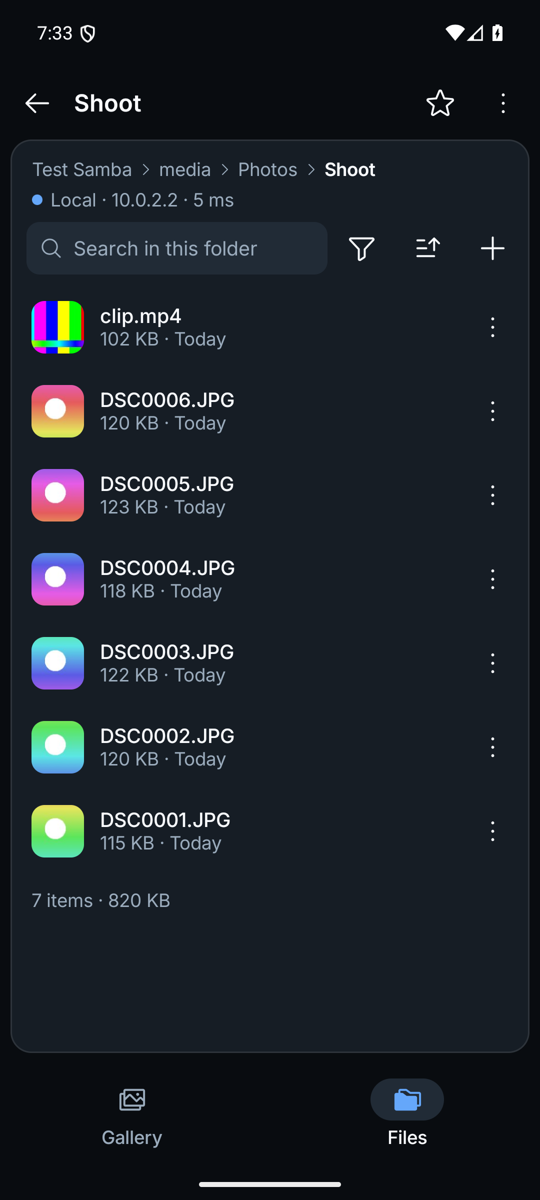 7:33
Shoot
Test Samba > media > Photos > Shoot
Local · 10.0.2.2 · 5 ms
Search in this folder
clip.mp4
102 KB · Today
DSC0006.JPG
120 KB · Today
DSC0005.JPG
123 KB · Today
DSC0004.JPG
118 KB · Today
DSC0003.JPG
122 KB · Today
DSC0002.JPG
120 KB · Today
DSC0001.JPG
115 KB · Today
7 items · 820 KB
Gallery
Files